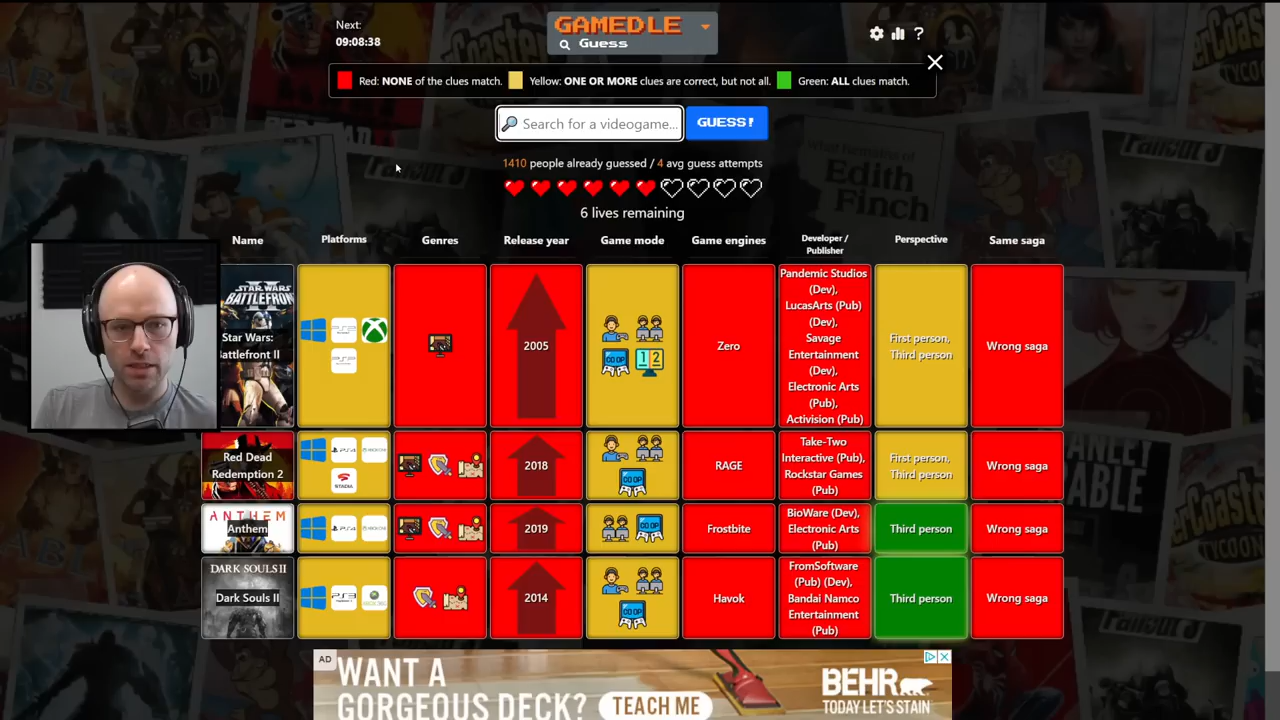 Next:
09:08:38
GAMEDLE
Guess
Red: NONE of the clues match.
Yellow: ONE OR MORE clues are correct, but not all.
Green: ALL clues match.
Search for a videogame...
GUESS!
1410 people already guessed / 4 avg guess attempts
6 lives remaining
Name
Platforms
Genres
Release year
Game mode
Game engines
Developer /
Publisher
Perspective
Same saga
STAR WARS
BATTLEFRONT
II
Star Wars:
Battlefront II
2005
Zero
Pandemic Studios
(Dev),
LucasArts (Pub)
(Dev),
Savage
Entertainment
(Dev),
Electronic Arts
(Pub),
Activision (Pub)
First person,
Third person
Wrong saga
Red Dead
Redemption 2
STADIA
2018
RAGE
Take-Two
Interactive (Pub),
Rockstar Games
(Pub)
First person,
Third person
Wrong saga
ANTHEM
Anthem
2019
Frostbite
BioWare (Dev),
Electronic Arts
(Pub)
Third person
Wrong saga
DARK SOULS II
Dark Souls II
2014
Havok
FromSoftware
(Pub) (Dev),
Bandai Namco
Entertainment
(Pub)
Third person
Wrong saga
AD
WANT A
GORGEOUS DECK?
TEACH ME
BEHR
TODAY LET'S STAIN